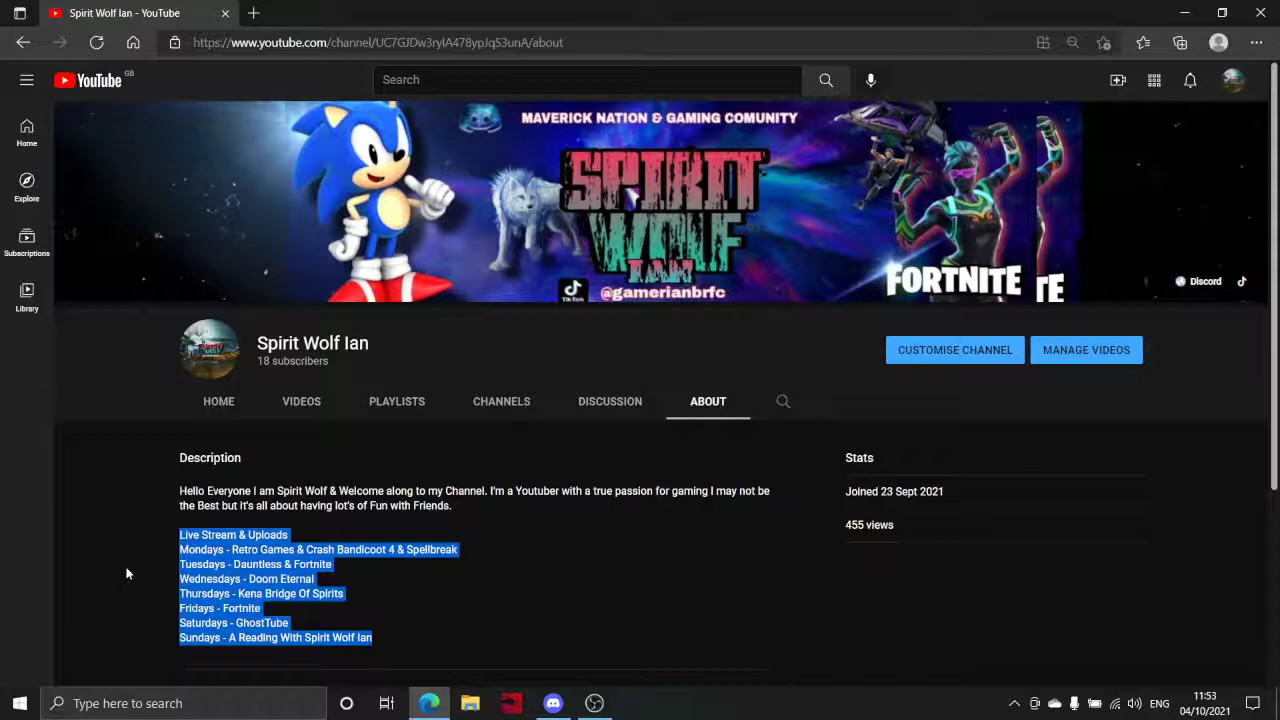 Spirit Wolf Ian - YouTube
https://www.youtube.com/channel/UC7GJDw3ryIA478ypJqS3unA/about
YouTube GB
Search
MAVERICK NATION & GAMING COMUNITY
SPIRIT
WOLF
IAN
TikTok
@gamerianbrfc
FORTNITE
TE
Discord
Home
Explore
Subscriptions
Library
Spirit Wolf Ian
18 subscribers
CUSTOMISE CHANNEL
MANAGE VIDEOS
HOME
VIDEOS
PLAYLISTS
CHANNELS
DISCUSSION
ABOUT
Description
Hello Everyone I am Spirit Wolf & Welcome along to my Channel. I'm a Youtuber with a true passion for gaming I may not be
the Best but it's all about having lot's of Fun with Friends.
Live Stream & Uploads
Mondays - Retro Games & Crash Bandicoot 4 & Spellbreak
Tuesdays - Dauntless & Fortnite
Wednesdays - Doom Eternal
Thursdays - Kena Bridge Of Spirits
Fridays - Fortnite
Saturdays - GhostTube
Sundays - A Reading With Spirit Wolf Ian
Stats
Joined 23 Sept 2021
455 views
Type here to search
ENG
11:53
04/10/2021